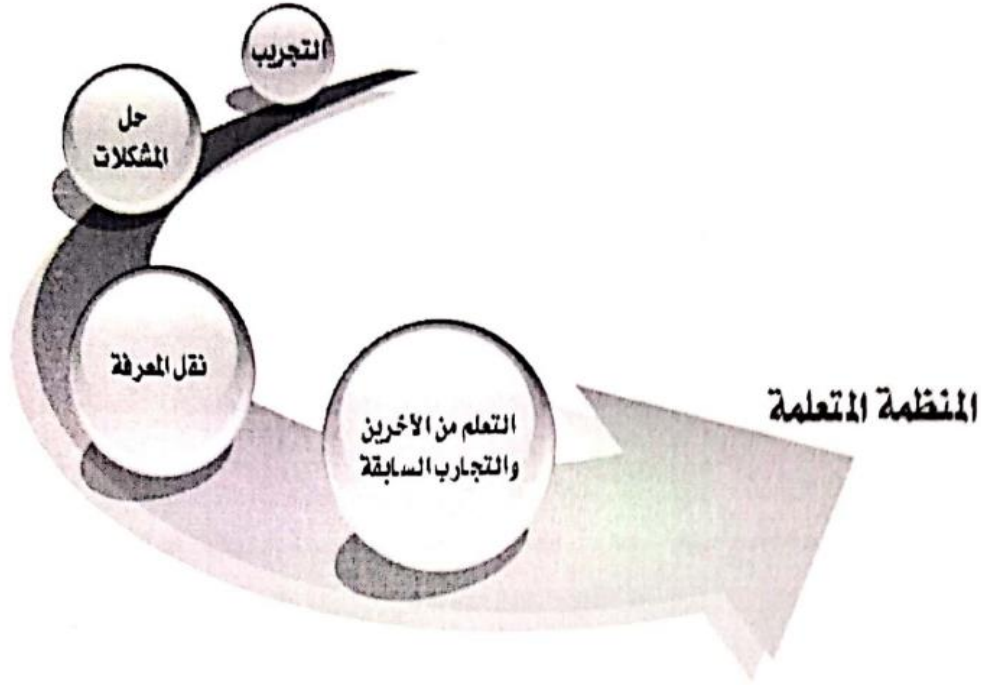 التجريب
حل
المشكلات
نقل المعرفة
التعلم من الآخرين
والتجارب السابقة
المنظمة المتعلمة